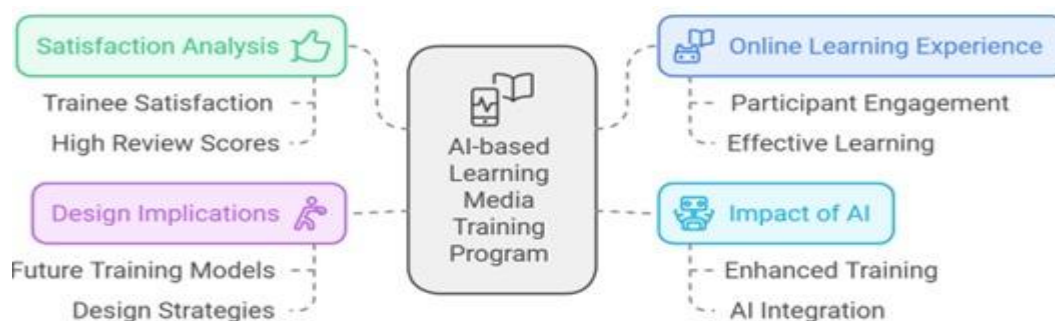 Satisfaction Analysis
Trainee Satisfaction
High Review Scores
Design Implications
Future Training Models
Design Strategies
AI-based
Learning
Media
Training
Program
Online Learning Experience
Participant Engagement
Effective Learning
Impact of AI
Enhanced Training
AI Integration